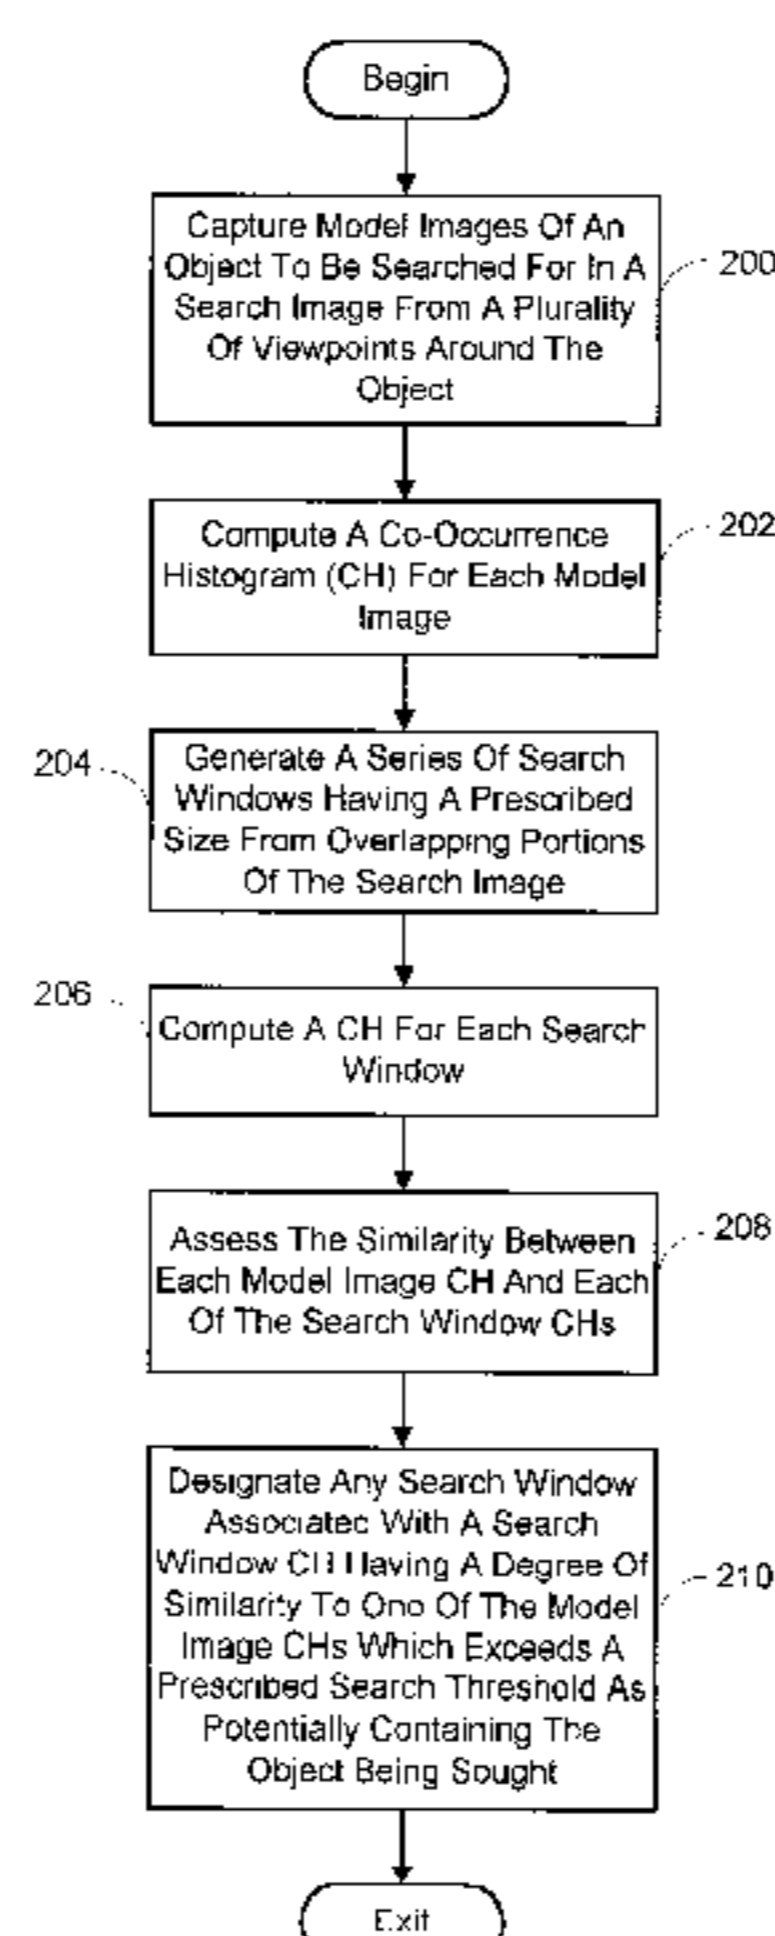 Begin
Capture Model Images Of An
Object To Be Searched For In A
Search Image From A Plurality
Of Viewpoints Around The
Object
200
Compute A Co-Occurrence
Histogram (CH) For Each Model
Image
202
204
Generate A Series Of Search
Windows Having A Prescribed
Size From Overlapping Portions
Of The Search Image
206
Compute A CH For Each Search
Window
Assess The Similarity Between
Each Model Image CH And Each
Of The Search Window CHs
208
Designate Any Search Window
Associated With A Search
Window CH Having A Degree Of
Similarity To One Of The Model
Image CHs Which Exceeds A
Prescribed Search Threshold As
Potentially Containing The
Object Being Sought
210
Exit